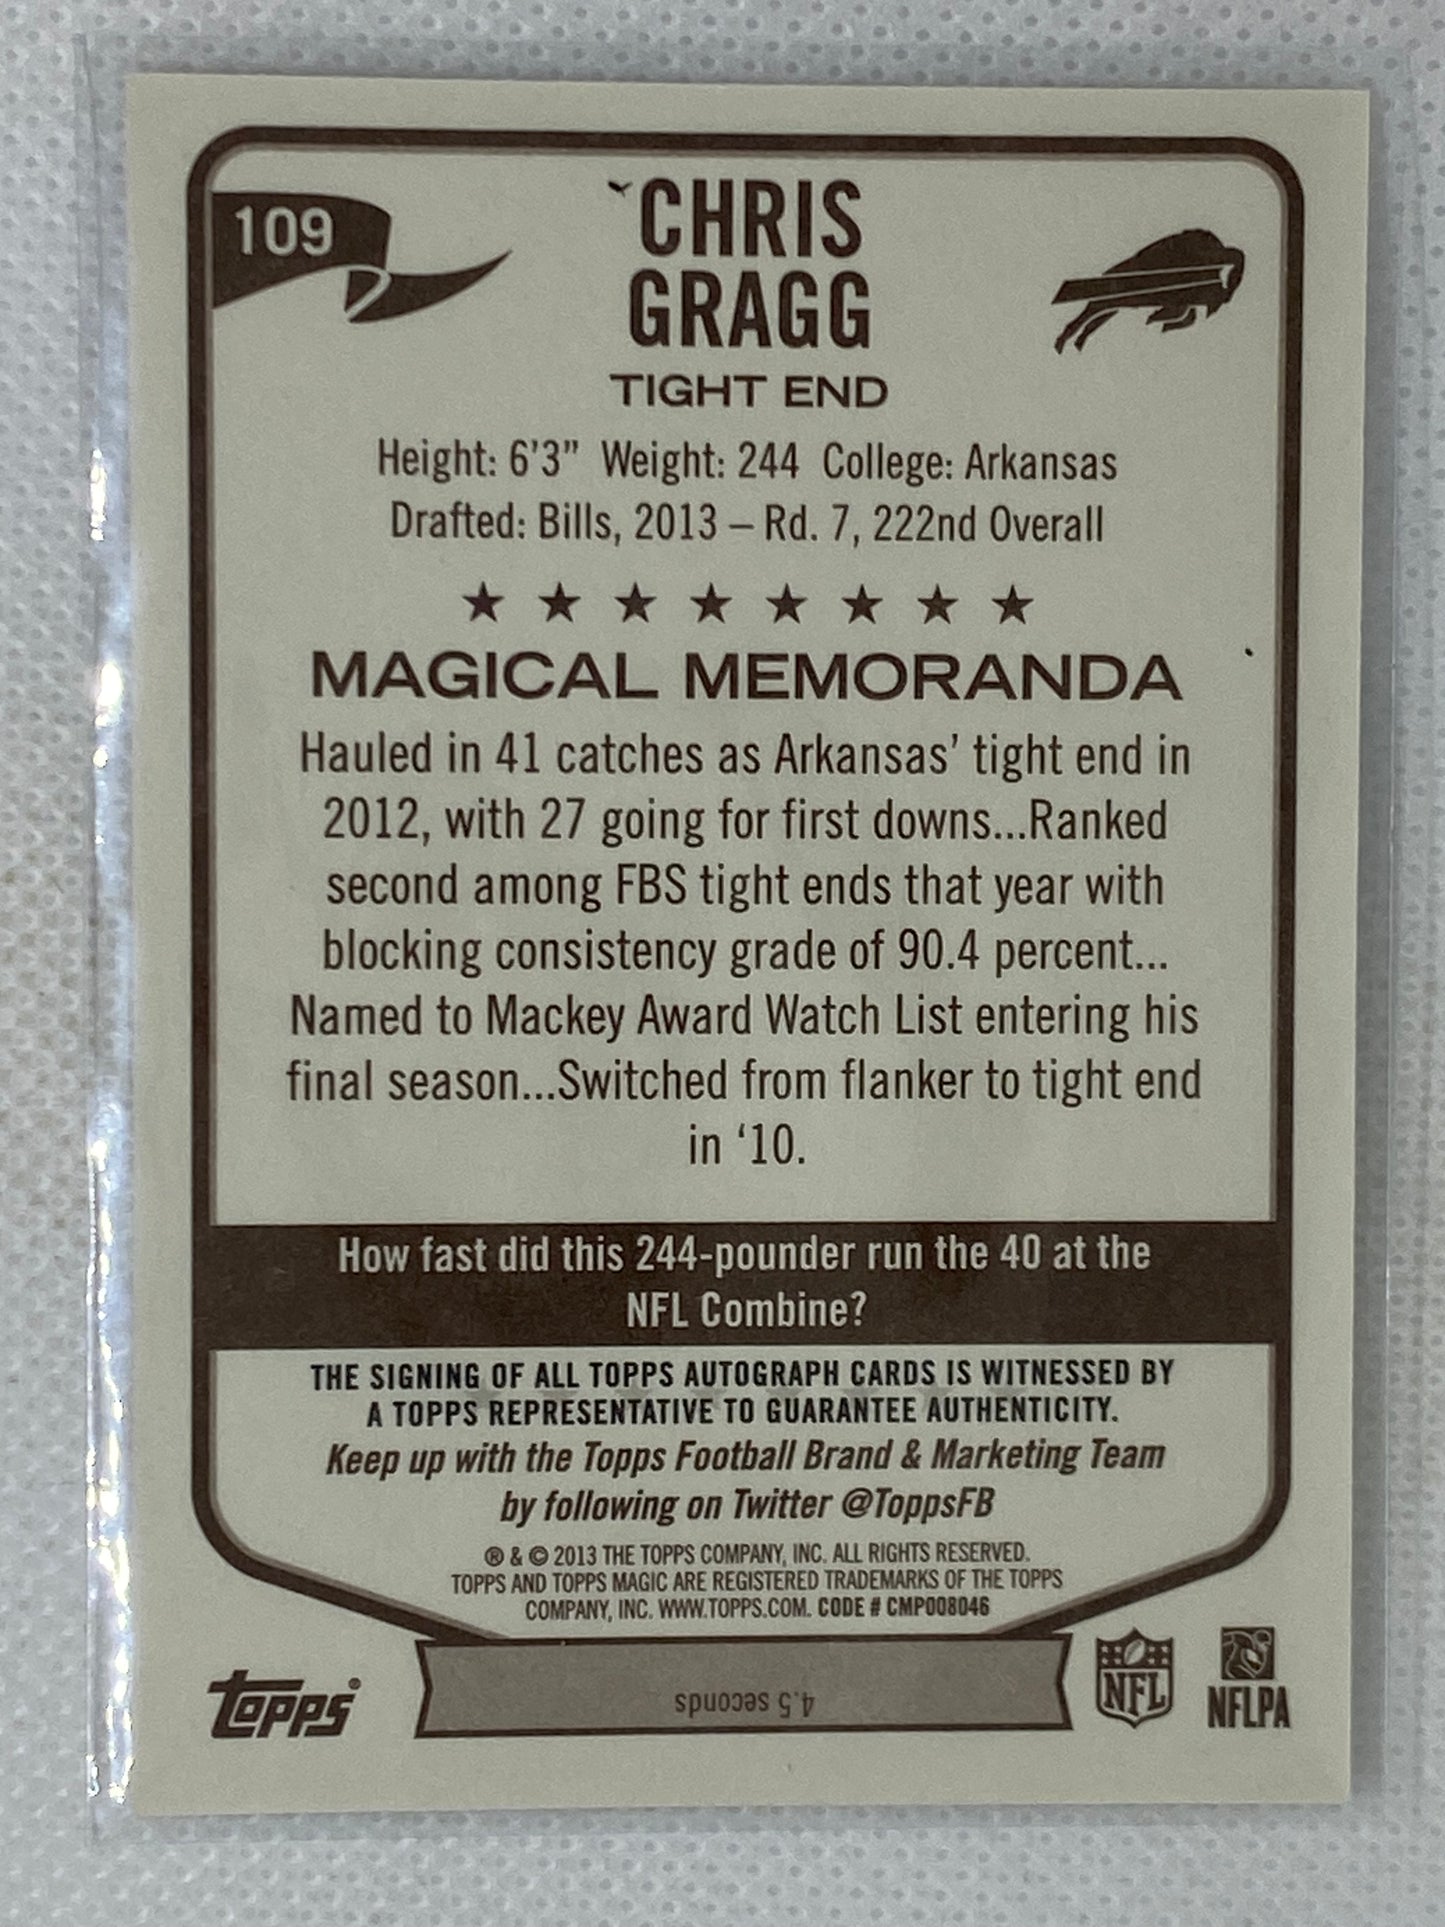 109
CHRIS
GRAGG
TIGHT END
Height: 6'3” Weight: 244 College: Arkansas
Drafted: Bills, 2013 – Rd. 7, 222nd Overall
MAGICAL MEMORANDA
Hauled in 41 catches as Arkansas’ tight end in
2012, with 27 going for first downs...Ranked
second among FBS tight ends that year with
blocking consistency grade of 90.4 percent...
Named to Mackey Award Watch List entering his
final season...Switched from flanker to tight end
in ‘10.
How fast did this 244-pounder run the 40 at the
NFL Combine?
THE SIGNING OF ALL TOPPS AUTOGRAPH CARDS IS WITNESSED BY
A TOPPS REPRESENTATIVE TO GUARANTEE AUTHENTICITY.
Keep up with the Topps Football Brand & Marketing Team
by following on Twitter @ToppsFB
® & © 2013 THE TOPPS COMPANY, INC. ALL RIGHTS RESERVED.
TOPPS AND TOPPS MAGIC ARE REGISTERED TRADEMARKS OF THE TOPPS
COMPANY, INC. WWW.TOPPS.COM. CODE # CMP008046
topps®
4.5 seconds
NFL
NFLPA